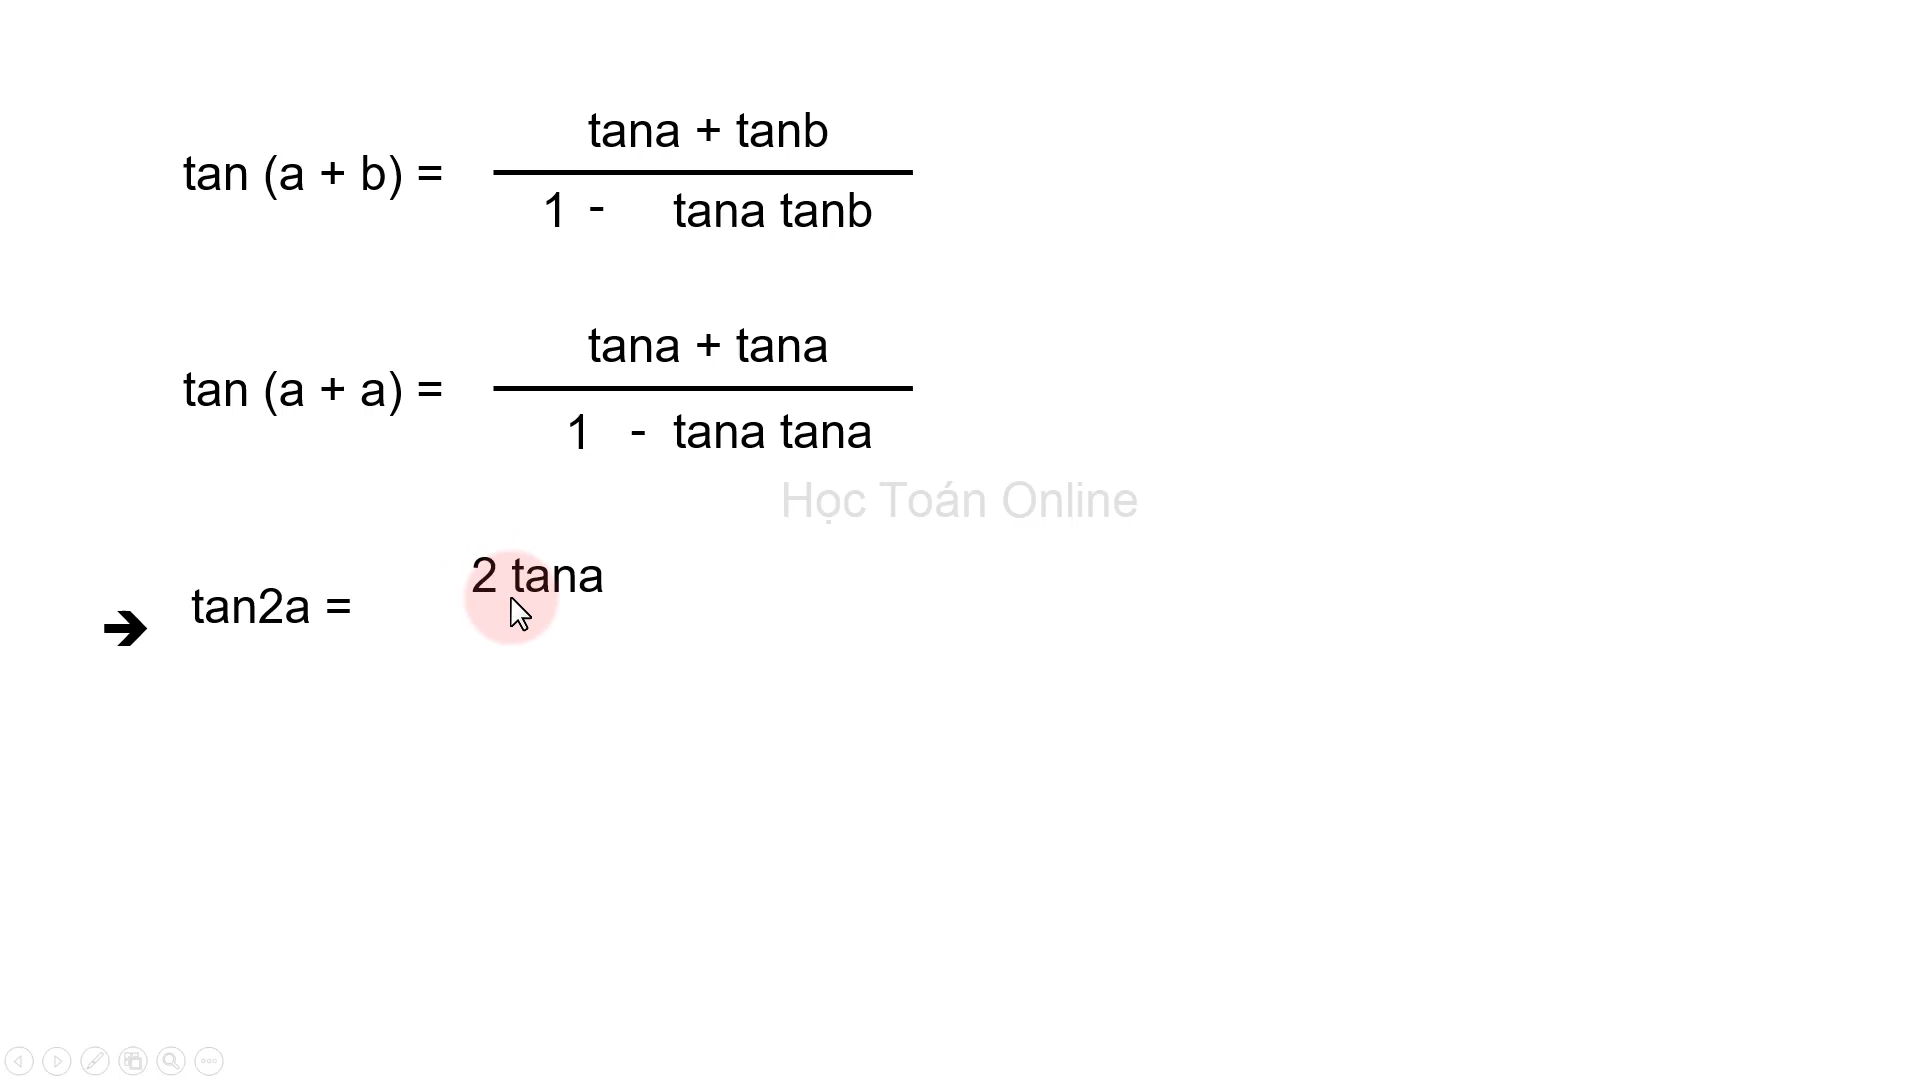 tana + tanb
tan (a + b) =
1 - tana tanb
tana + tana
tan (a + a) =
1 - tana tana
Học Toán Online
2 tana
➔ tan2a =